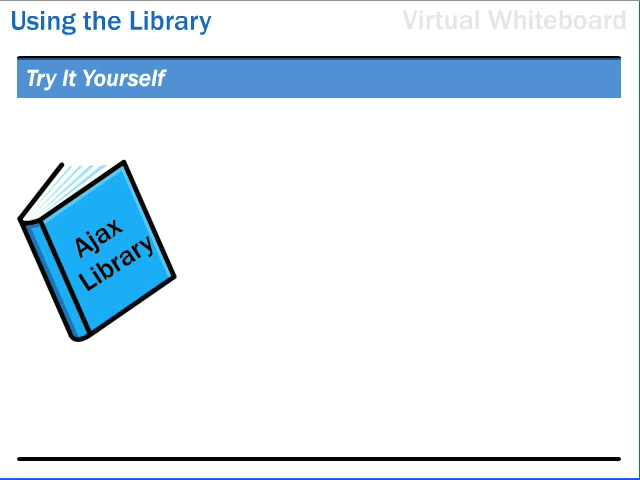 Using the Library
Virtual Whiteboard
Try It Yourself
Ajax
Library